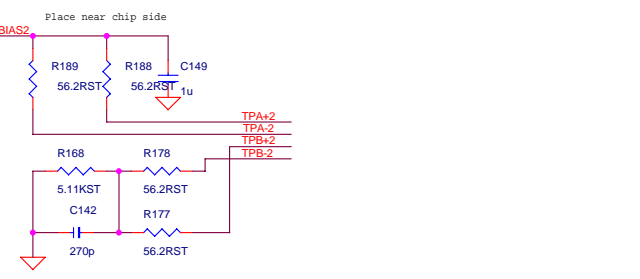 Place near chip side
BIAS2
R189
R188
C149
56.2RST
56.2RST
1u
TPA+2
TPA-2
TPB+2
TPB-2
R168
R178
5.11KST
56.2RST
C142
R177
270p
56.2RST